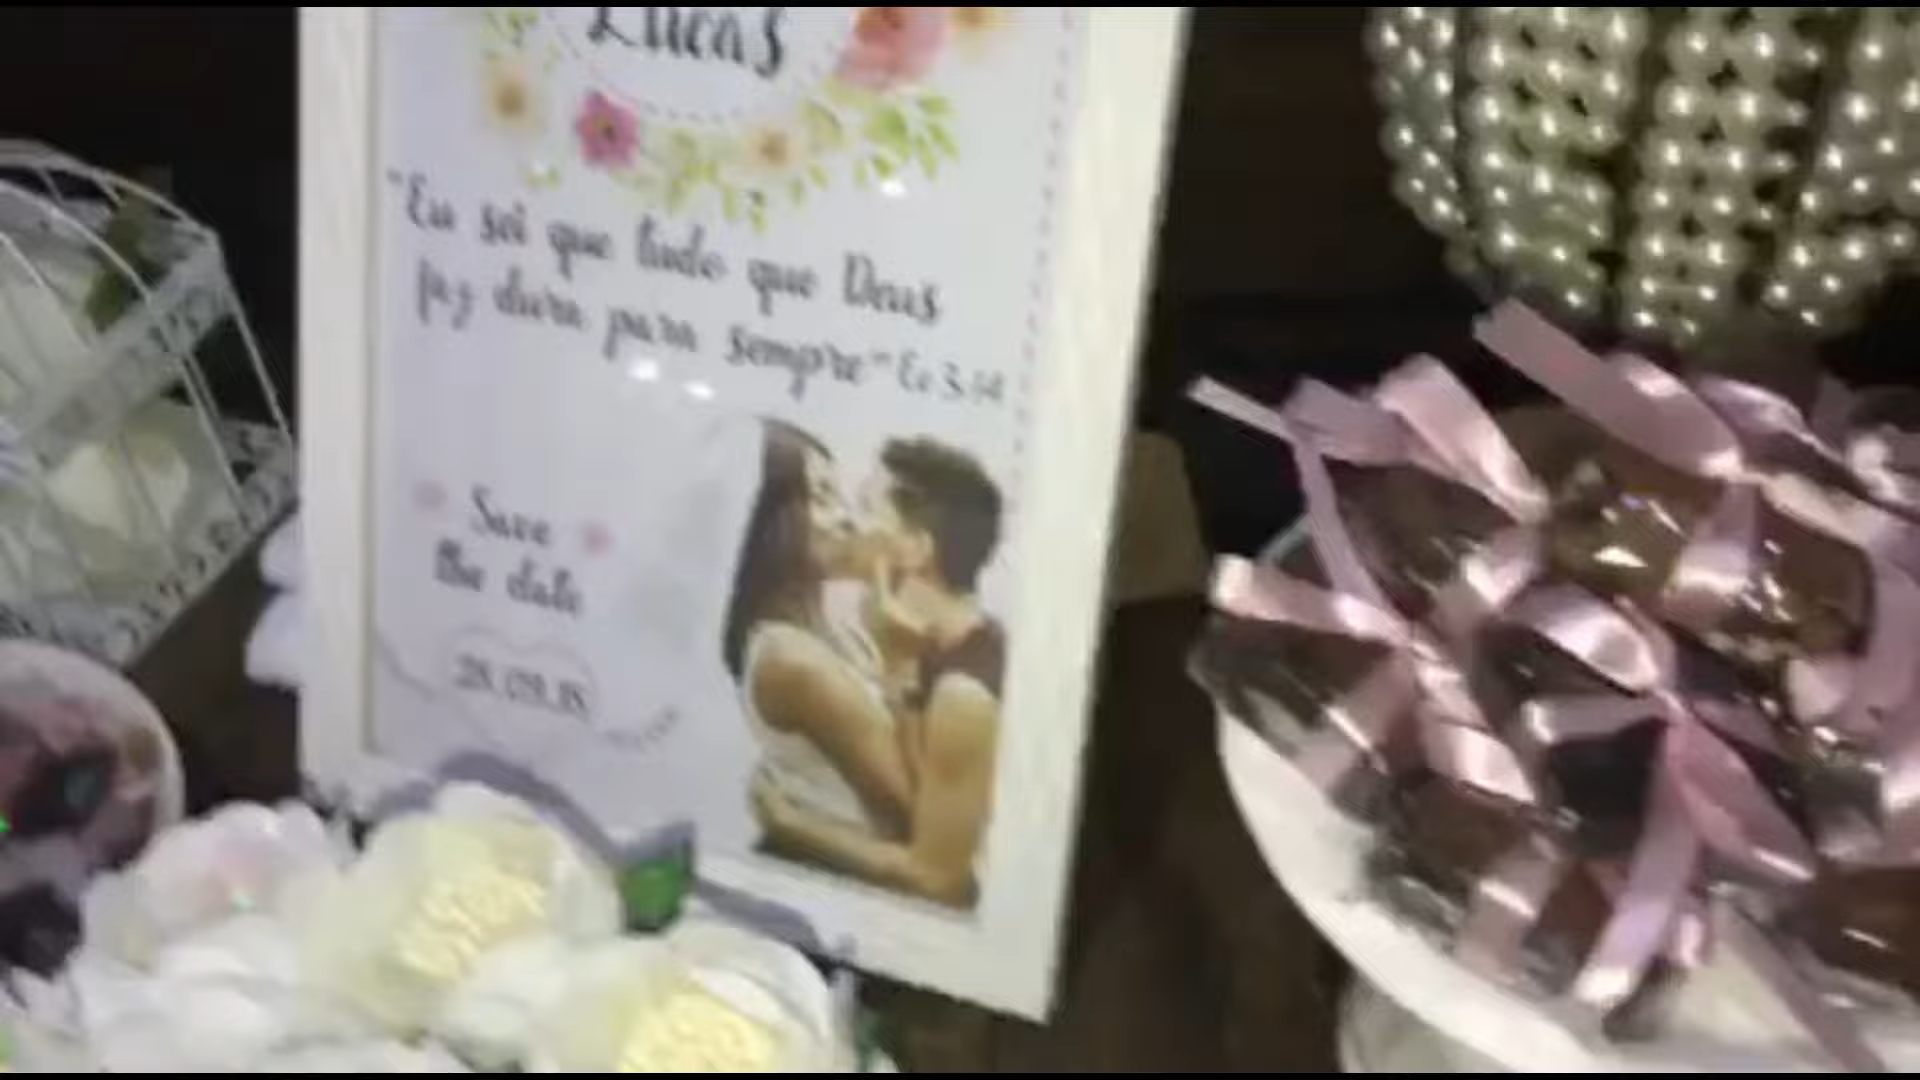 Lucas
"Eu sei que tudo que Deus
faz dura para sempre" Ec 3:14
Save
the date
28.09.18